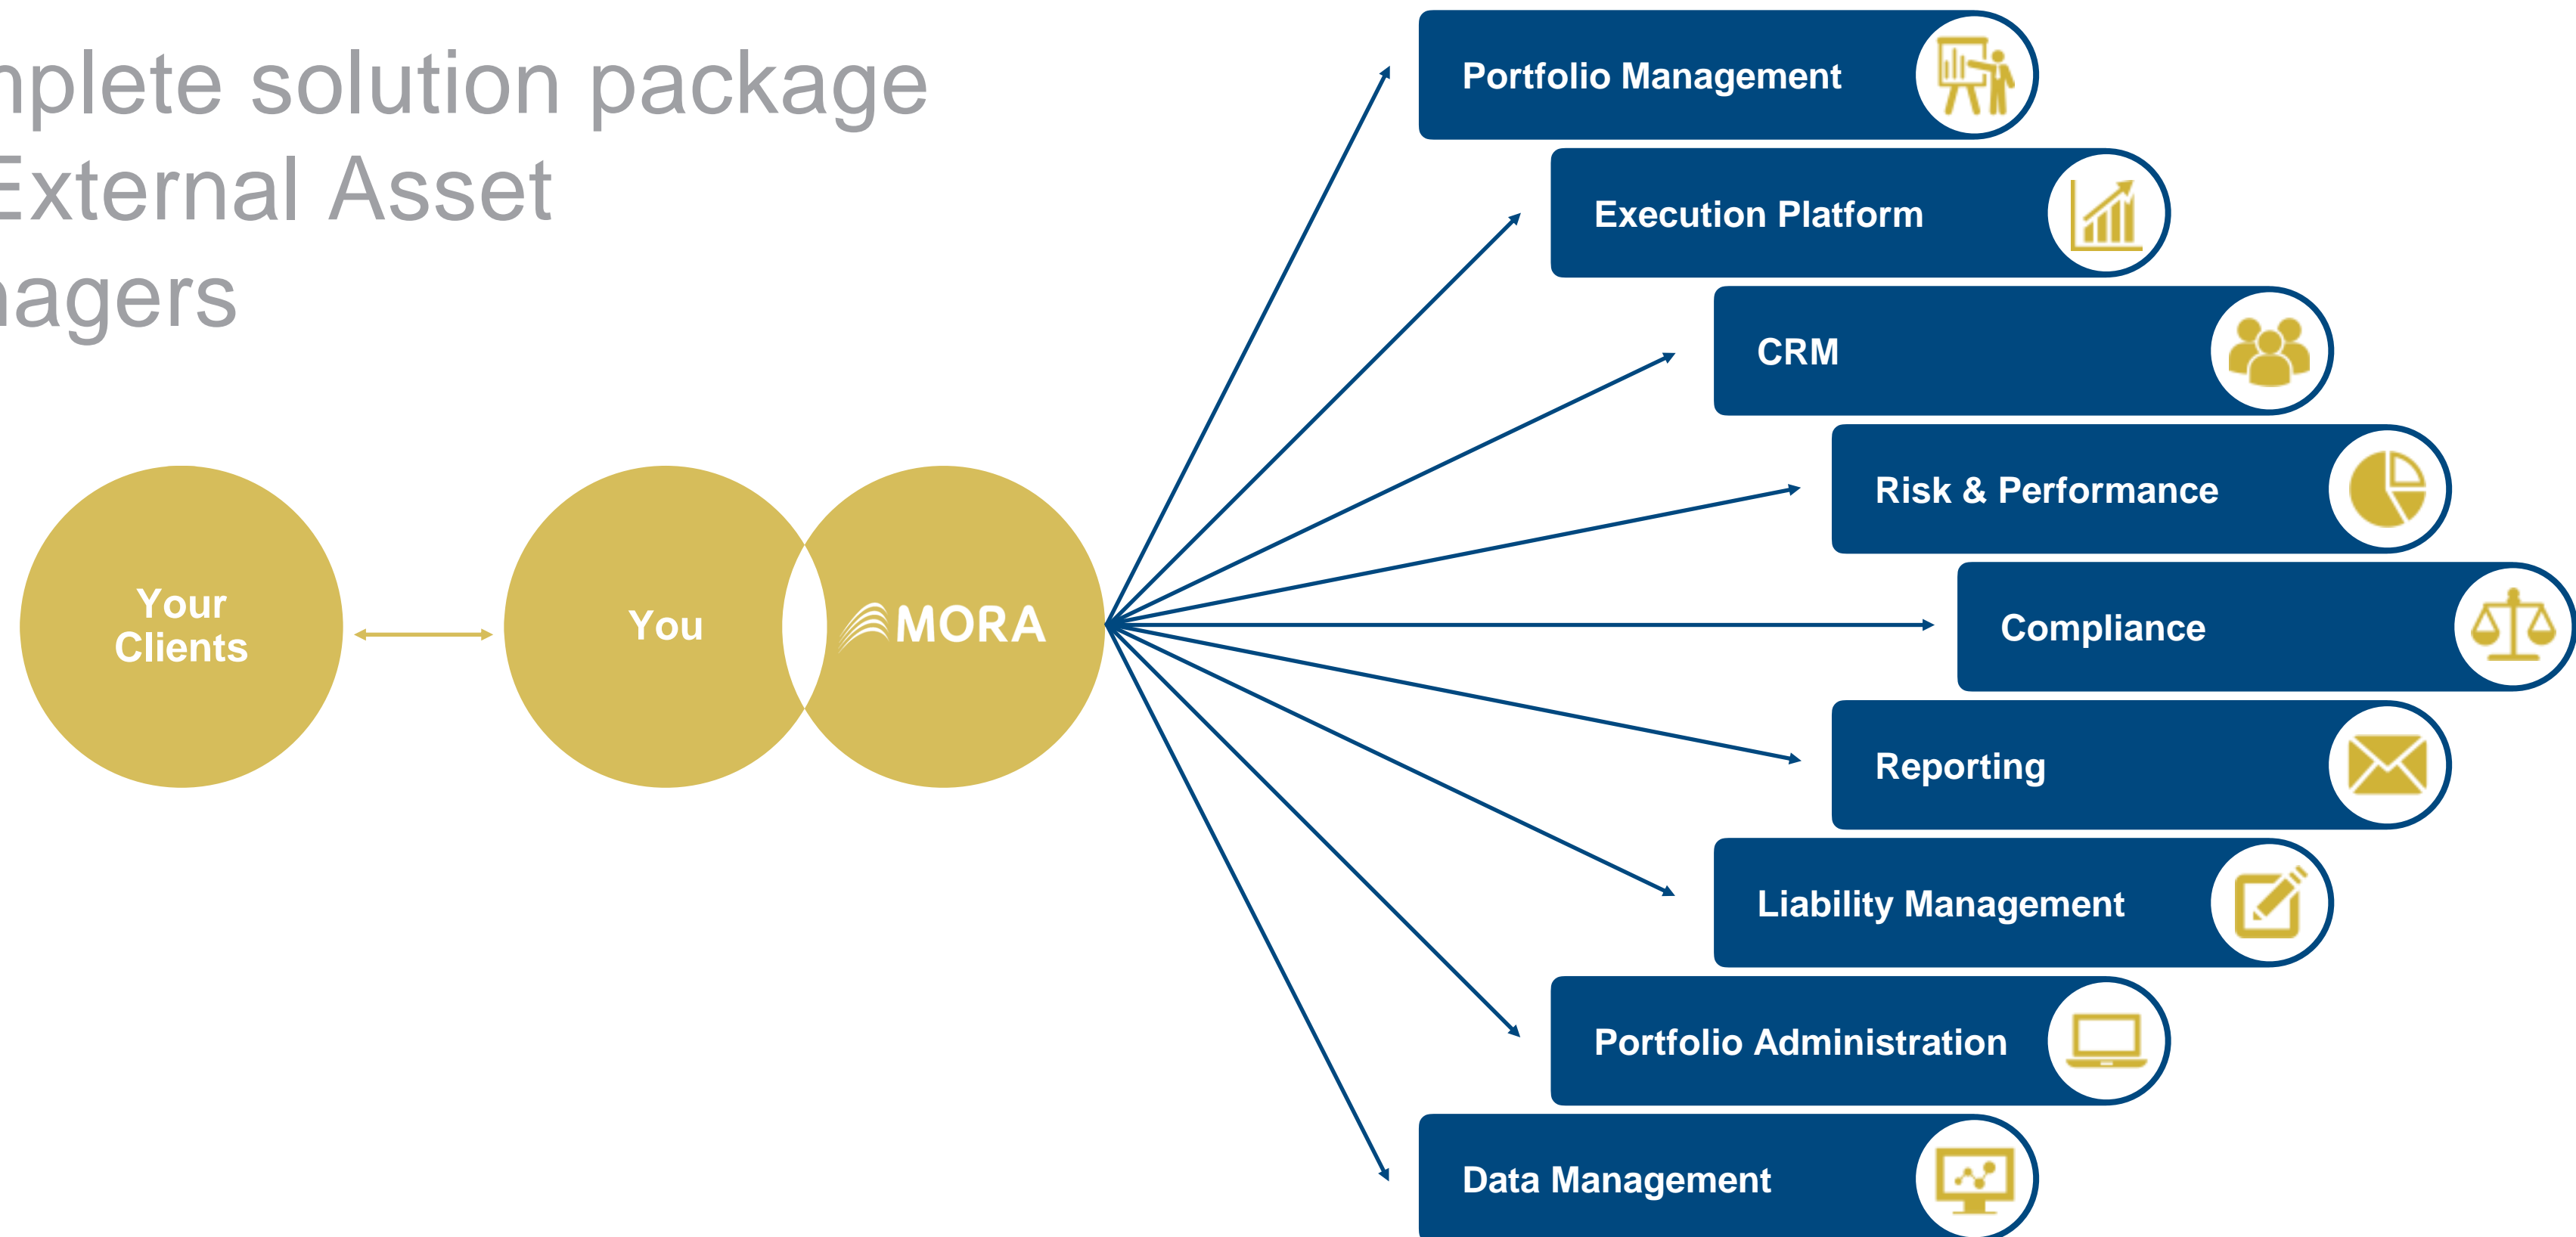 mplete solution package
External Asset
nagers
Portfolio Management
Execution Platform
CRM
Risk & Performance
Your
Clients
You
MORA
Compliance
Reporting
Liability Management
Portfolio Administration
Data Management